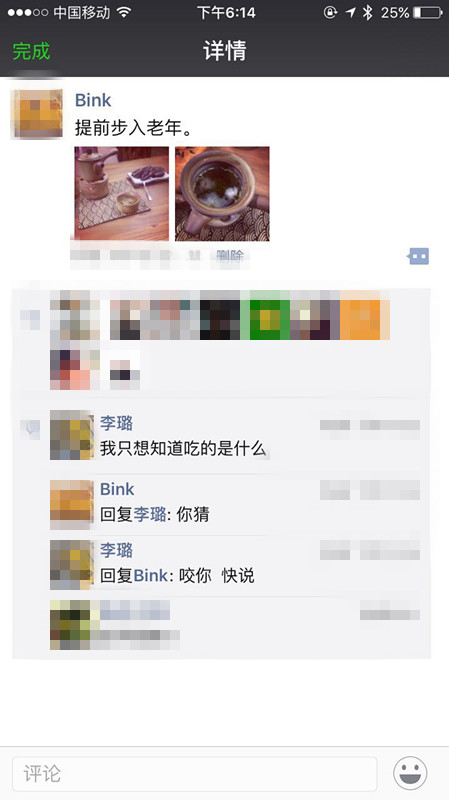 中国移动
下午6:14
25%
完成
详情
Bink
提前步入老年。
删除
李璐
我只想知道吃的是什么
Bink
回复李璐: 你猜
李璐
回复Bink: 咬你 快说
评论